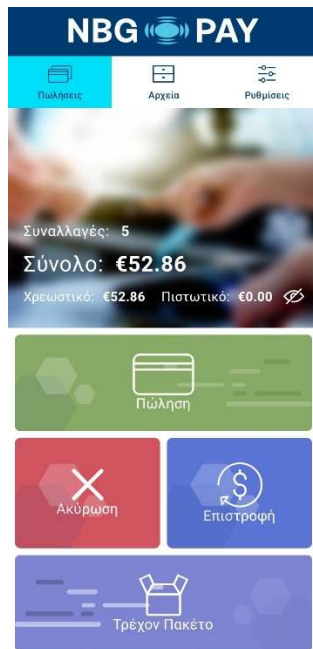 NBG PAY
Πωλήσεις Αρχεία Ρυθμίσεις
Συναλλαγές: 5
Σύνολο: €52.86
Χρεωστικό: €52.86 Πιστωτικό: €0.00
Πώληση
Ακύρωση Επιστροφή
Τρέχον Πακέτο